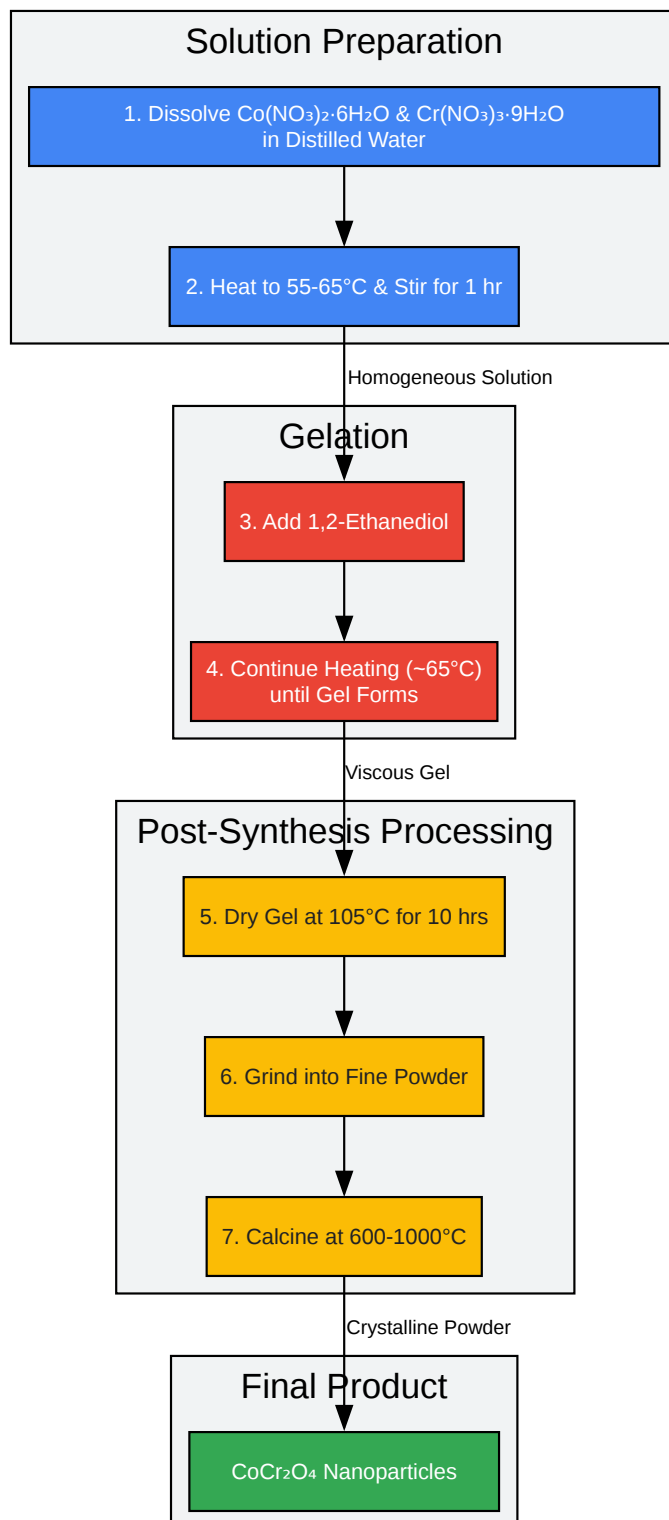 Solution Preparation
1. Dissolve Co(NO₃)₂·6H₂O & Cr(NO₃)₃·9H₂O
in Distilled Water
2. Heat to 55-65°C & Stir for 1 hr
Homogeneous Solution
Gelation
3. Add 1,2-Ethanediol
4. Continue Heating (~65°C)
until Gel Forms
Viscous Gel
Post-Synthesis Processing
5. Dry Gel at 105°C for 10 hrs
6. Grind into Fine Powder
7. Calcine at 600-1000°C
Crystalline Powder
Final Product
CoCr₂O₄ Nanoparticles